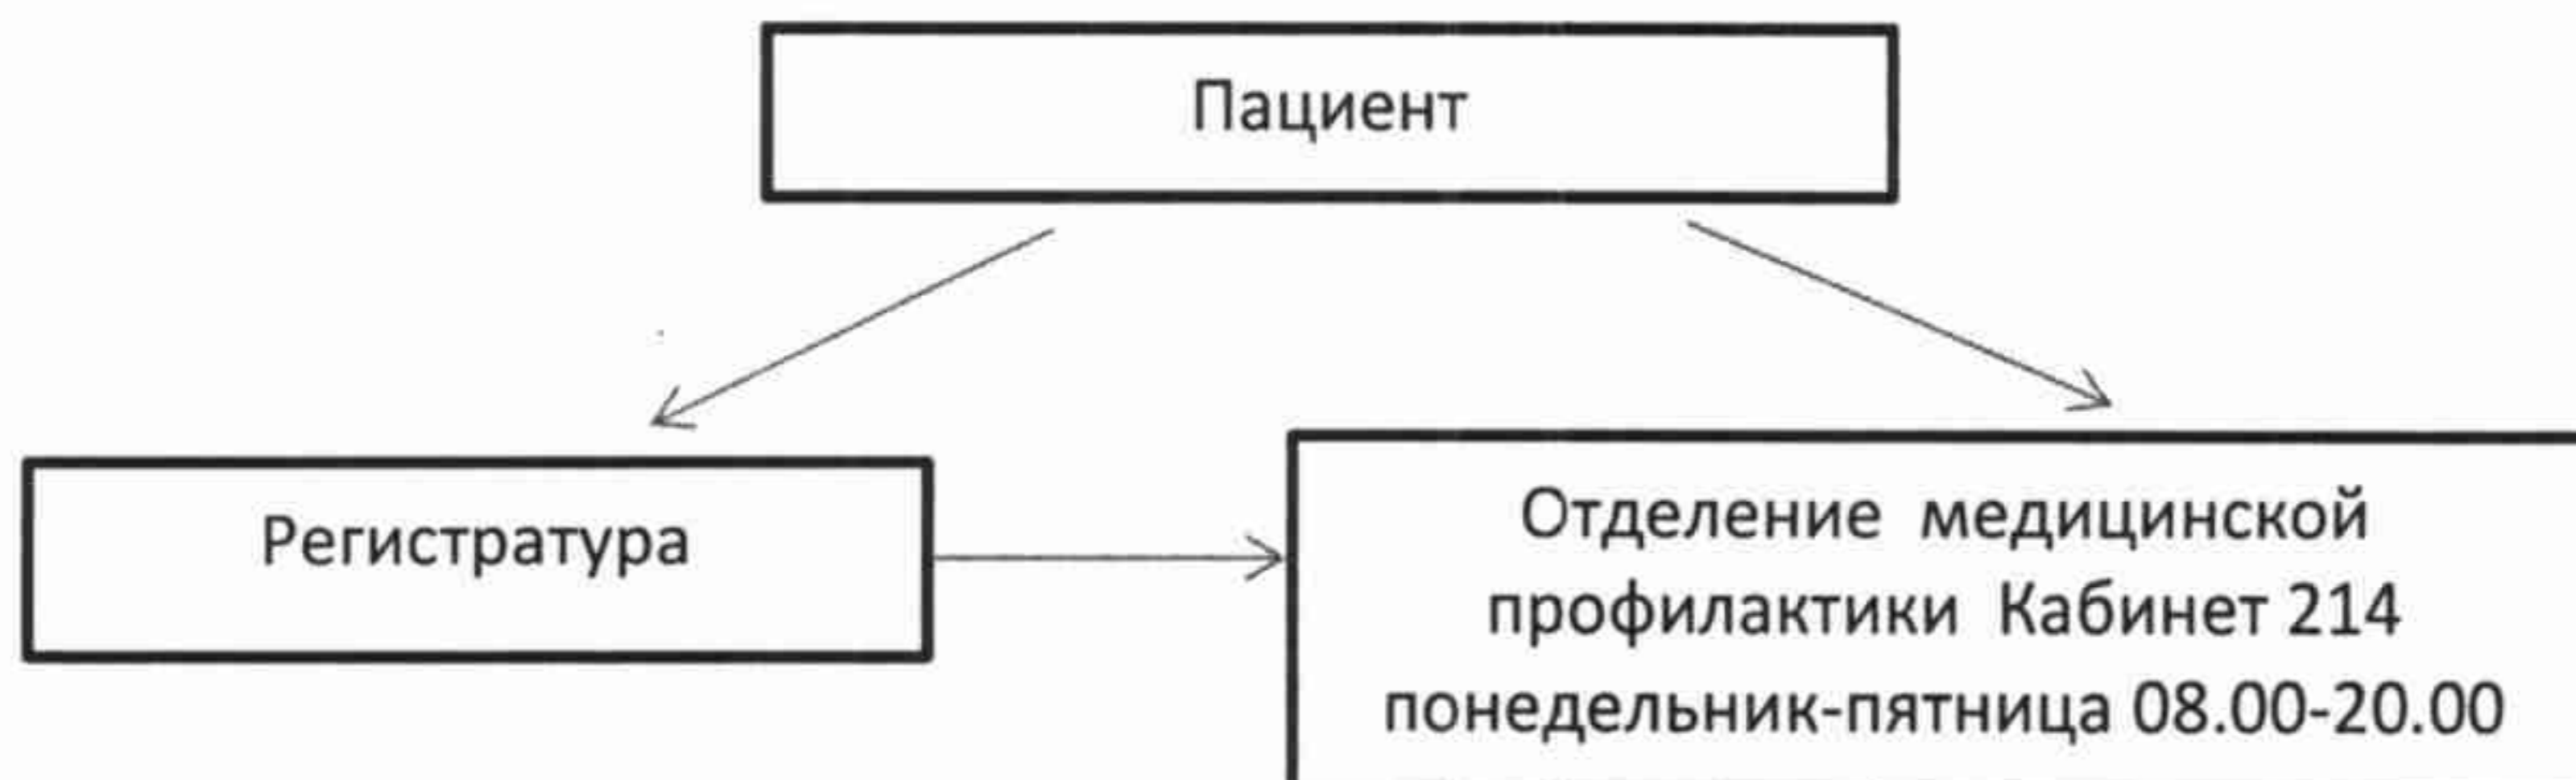 Пациент
Регистратура
Отделение медицинской
профилактики Кабинет 214
понедельник-пятница 08.00-20.00